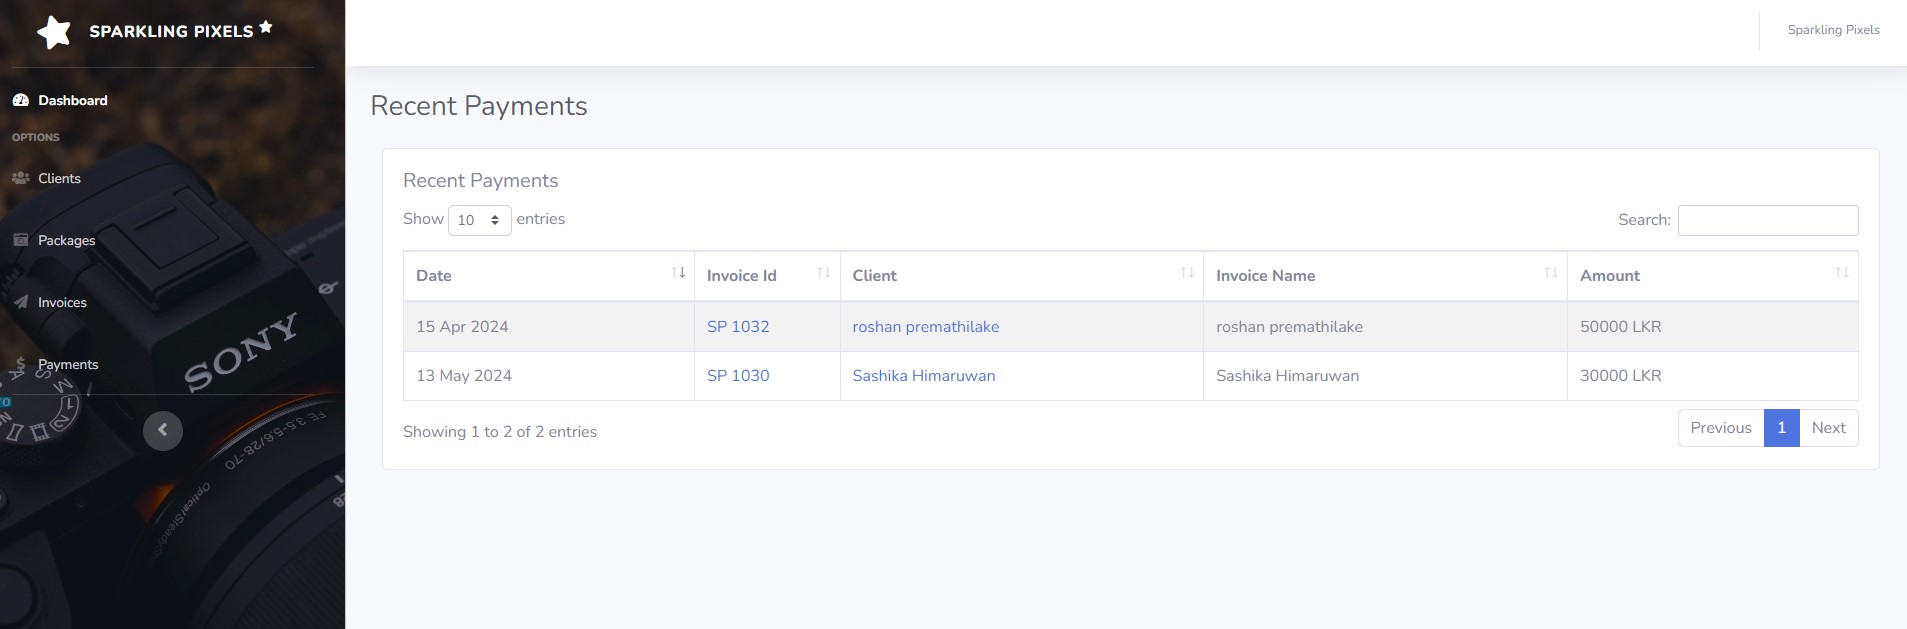 SPARKLING PIXELS
Sparkling Pixels
Dashboard
OPTIONS
Clients
Packages
Invoices
Payments
SONY
FE 3.5-5.6/28-70
Optical Steady
Recent Payments
Recent Payments
Show 10 entries
Search:
Date Invoice Id Client Invoice Name Amount
15 Apr 2024 SP 1032 roshan premathilake roshan premathilake 50000 LKR
13 May 2024 SP 1030 Sashika Himaruwan Sashika Himaruwan 30000 LKR
Showing 1 to 2 of 2 entries
Previous 1 Next